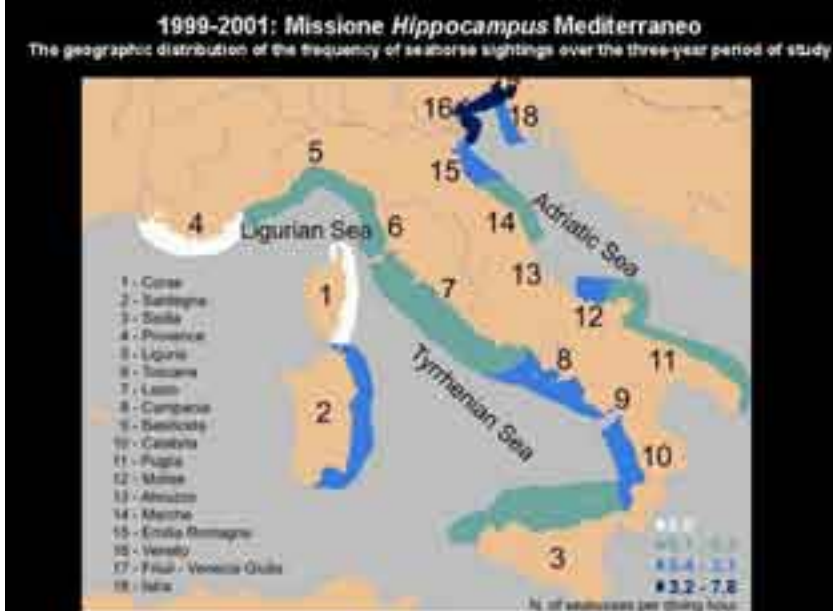 1999-2001: Missione Hippocampus Mediterraneo
The geographic distribution of the frequency of seahorse sightings over the three-year period of study
16
18
5
15
4
Ligurian Sea
6
14
Adriatic Sea
13
1
7
12
1 - Corse
2 - Sardegna
3 - Sicilia
4 - Provence
5 - Liguria
6 - Toscana
7 - Lazio
8 - Campania
9 - Basilicata
10 - Calabria
11 - Puglia
12 - Molise
13 - Abruzzo
14 - Marche
15 - Emilia Romagna
16 - Veneto
17 - Friuli - Venezia Giulia
18 - Istra
8
11
Tyrrhenian Sea
2
9
10
3
3,2 - 7,8
N. of seahorses per diving hour